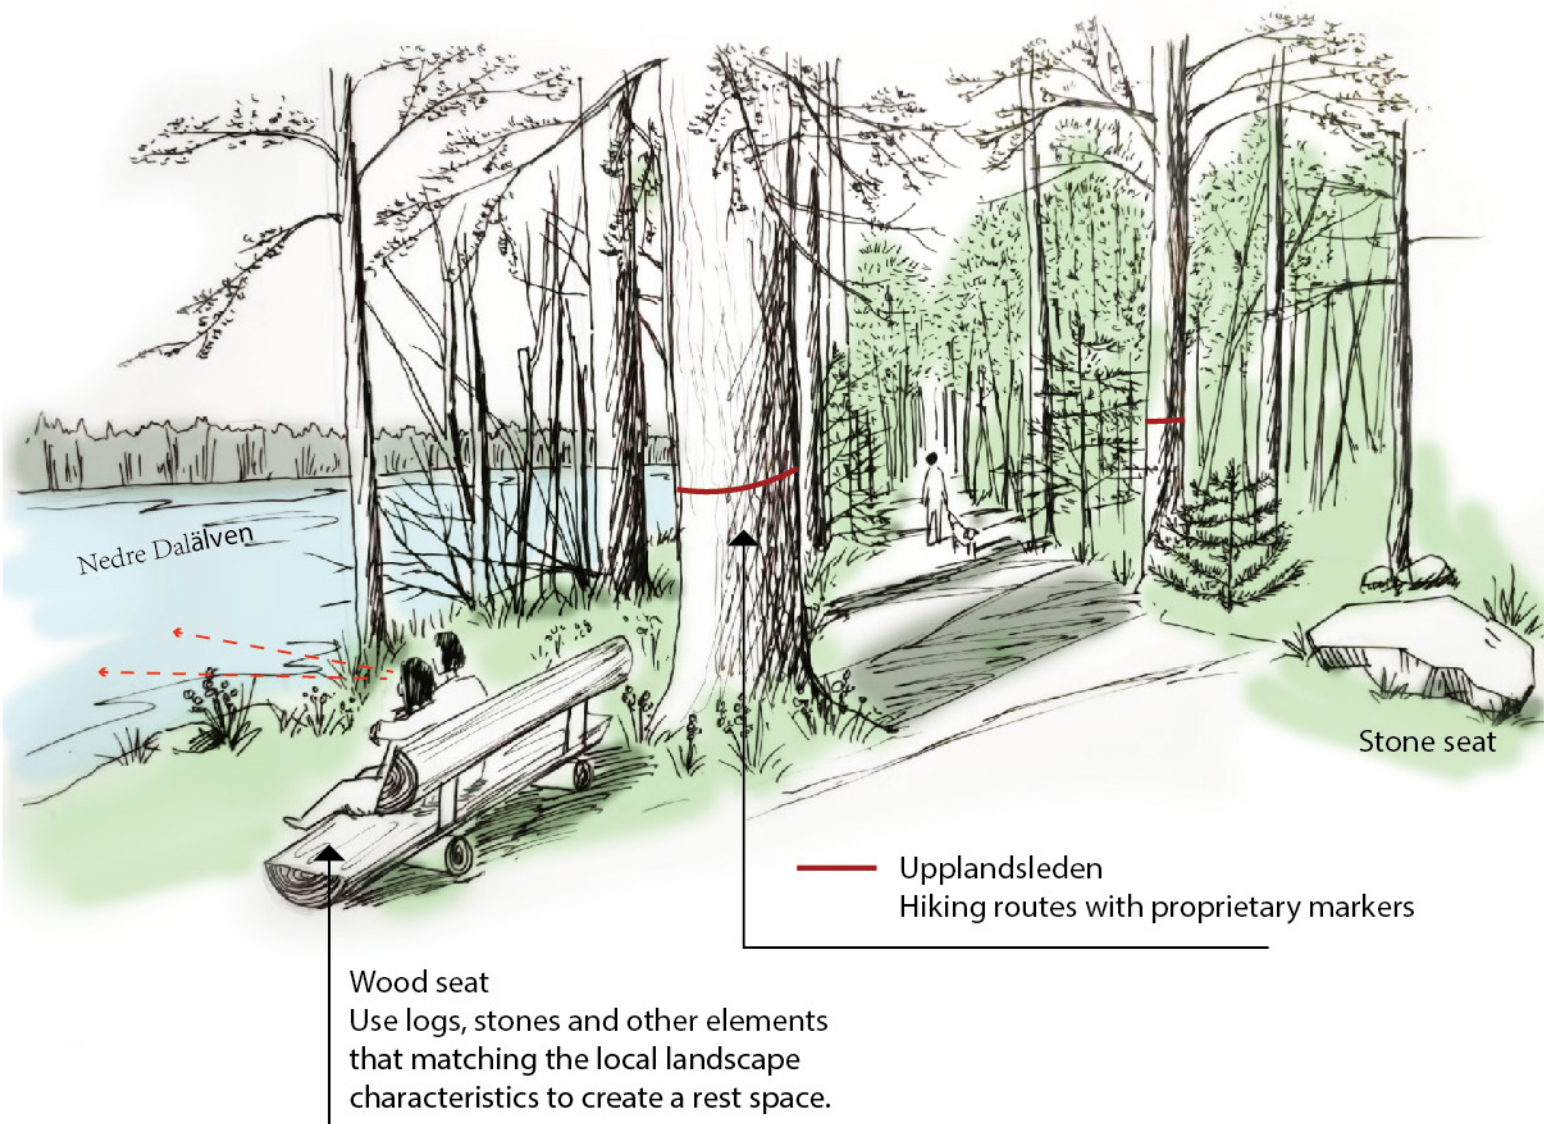 Nedre Dalälven
Stone seat
Upplandsleden
Hiking routes with proprietary markers
Wood seat
Use logs, stones and other elements
that matching the local landscape
characteristics to create a rest space.